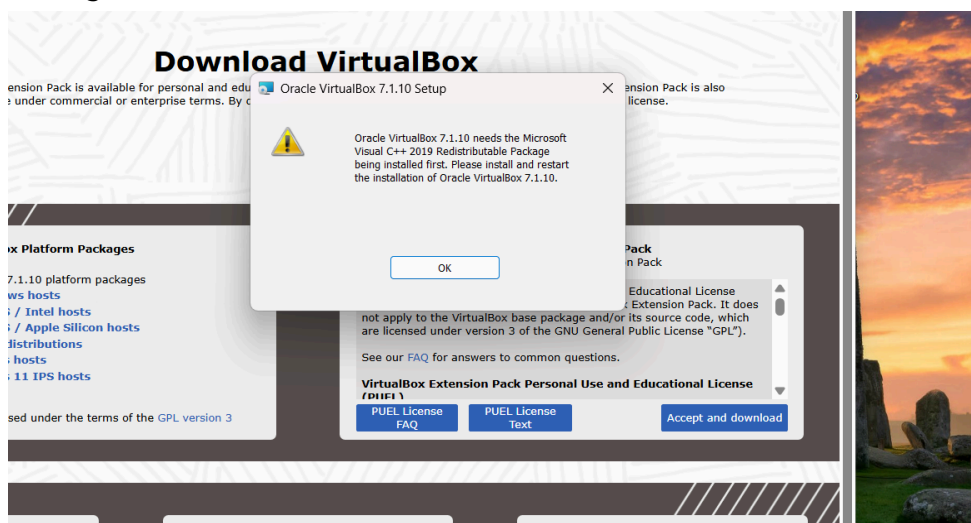 Download VirtualBox
ension Pack is available for personal and edu
ension Pack is also
under commercial or enterprise terms. By
license.
Oracle VirtualBox 7.1.10 Setup
Oracle VirtualBox 7.1.10 needs the Microsoft
Visual C++ 2019 Redistributable Package
being installed first. Please install and restart
the installation of Oracle VirtualBox 7.1.10.
OK
ox Platform Packages
7.1.10 platform packages
ws hosts
/ Intel hosts
/ Apple Silicon hosts
distributions
hosts
11 IPS hosts
sed under the terms of the GPL version 3
Pack
n Pack
Educational License
Extension Pack. It does
not apply to the VirtualBox base package and/or its source code, which
are licensed under version 3 of the GNU General Public License “GPL”).
See our FAQ for answers to common questions.
VirtualBox Extension Pack Personal Use and Educational License
(PUEL)
PUEL License
FAQ
PUEL License
Text
Accept and download